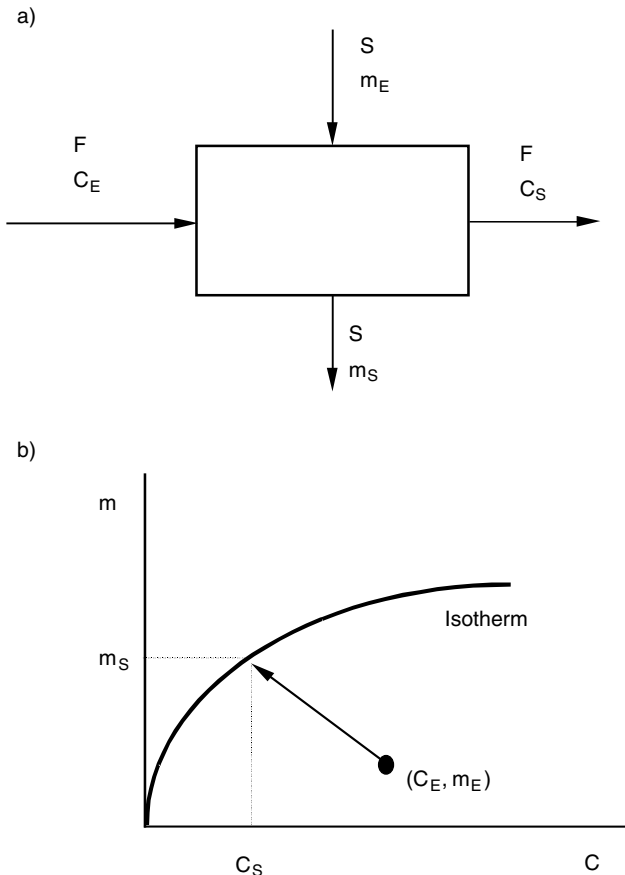 a)
S
m_E
F
C_E
F
C_S
S
m_S
b)
m
Isotherm
m_S
(C_E, m_E)
C_S
C